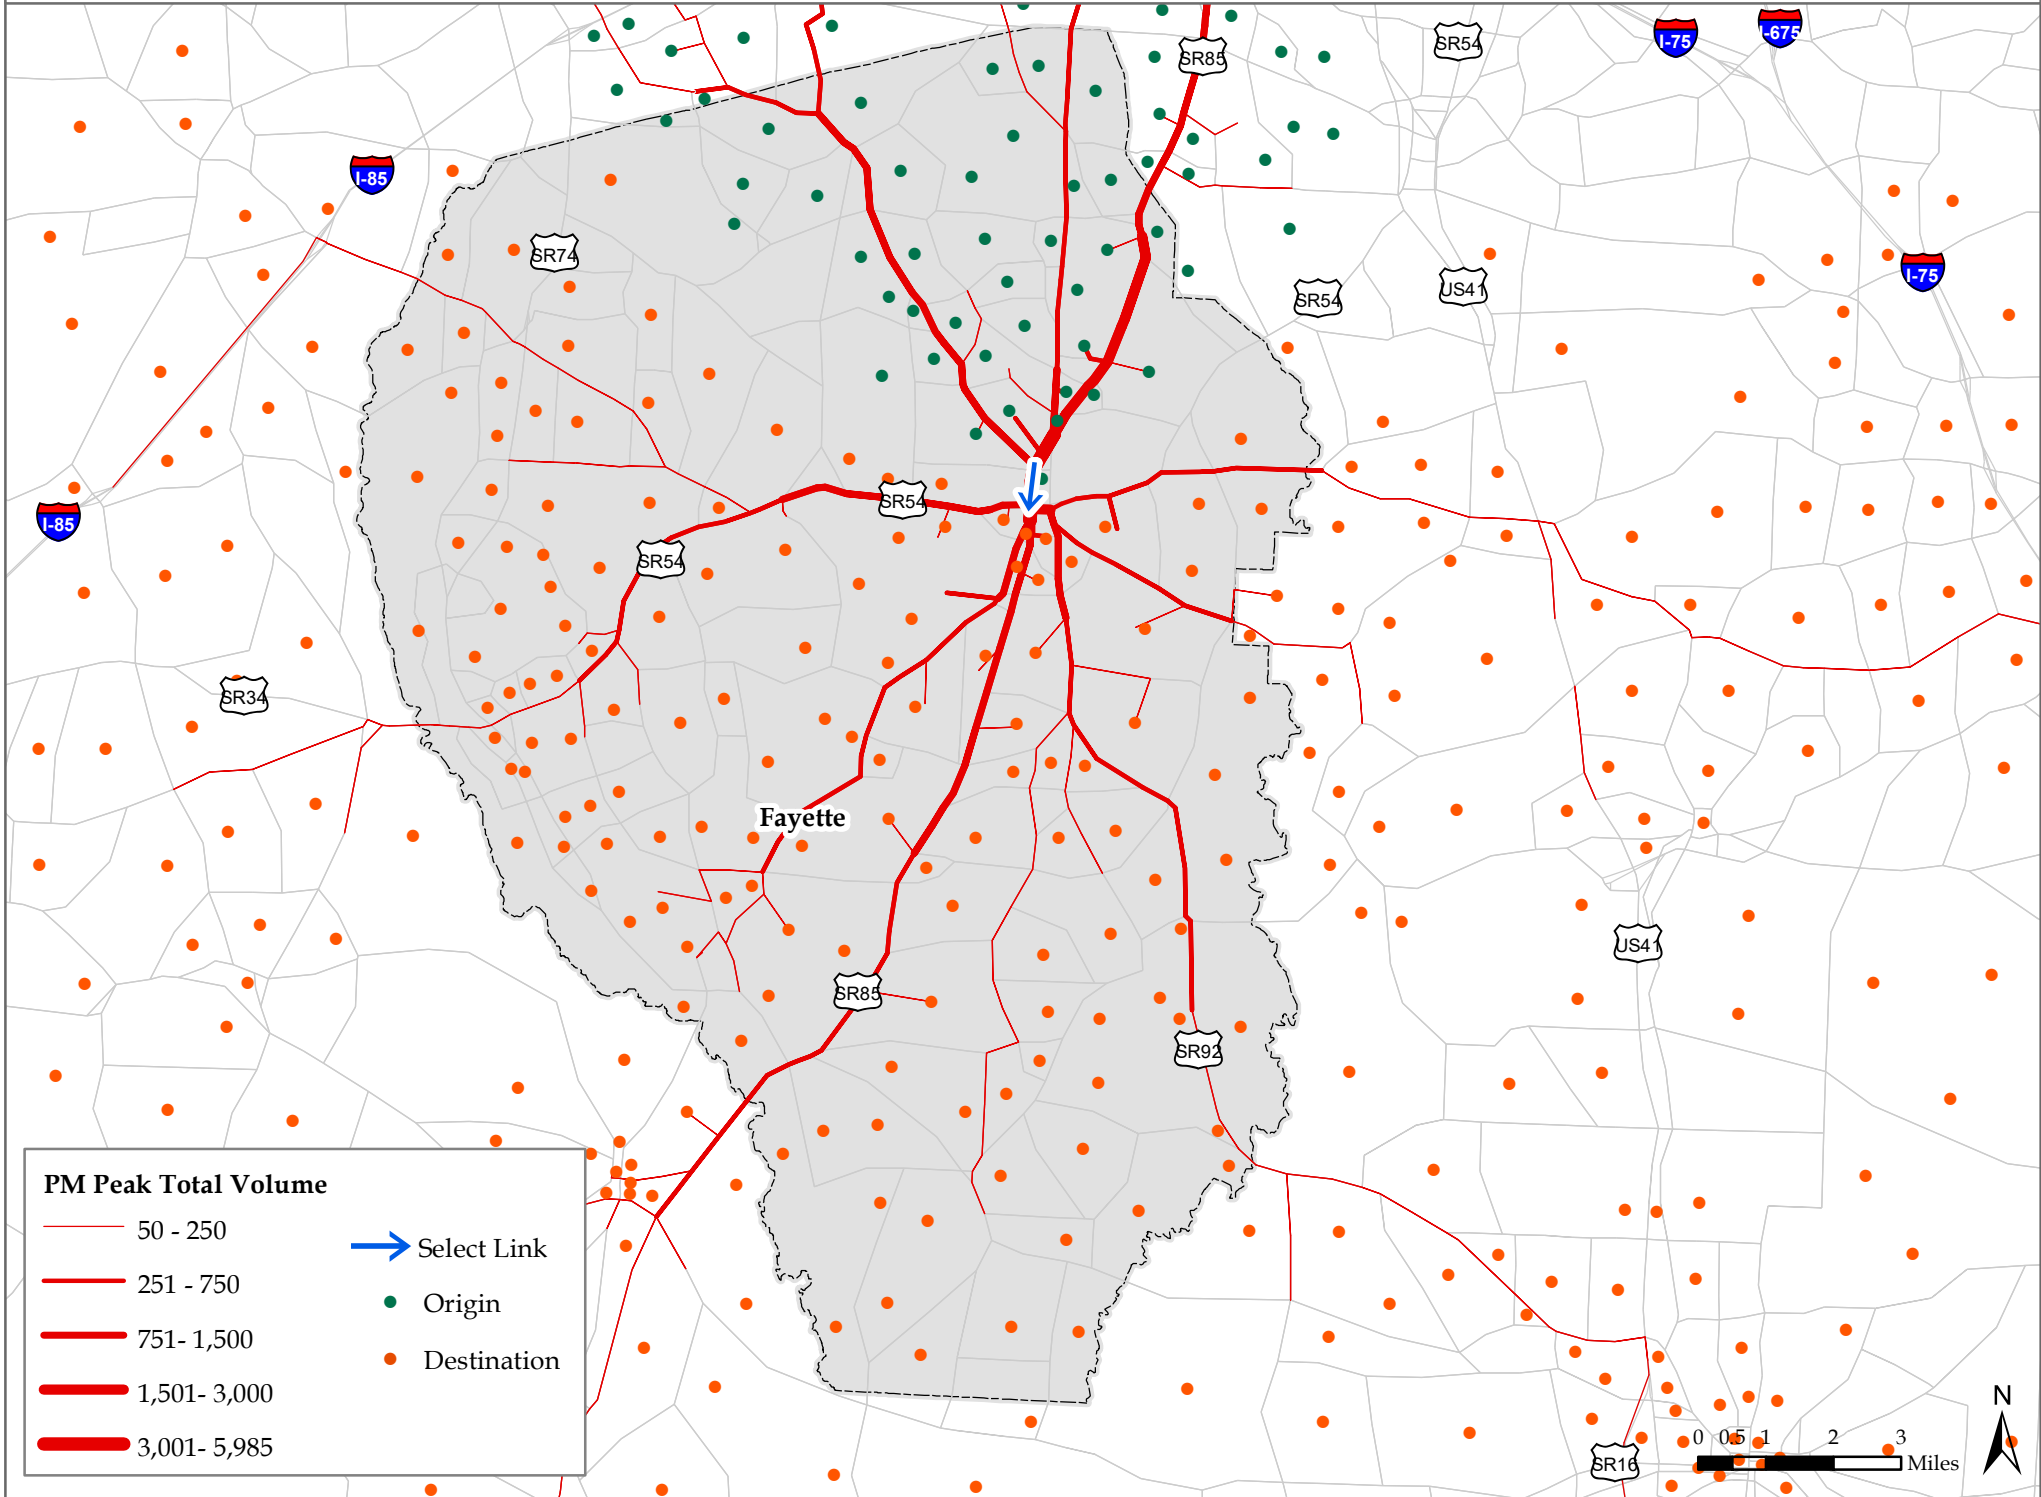 SR85
SR54
I-75
I-675
I-85
SR74
SR54
US41
I-75
SR54
I-85
SR54
SR34
Fayette
US41
SR85
SR92
PM Peak Total Volume
50 - 250
251 - 750
751- 1,500
1,501- 3,000
3,001- 5,985
Select Link
Origin
Destination
N
0 0.5 1 2 3
Miles
SR16